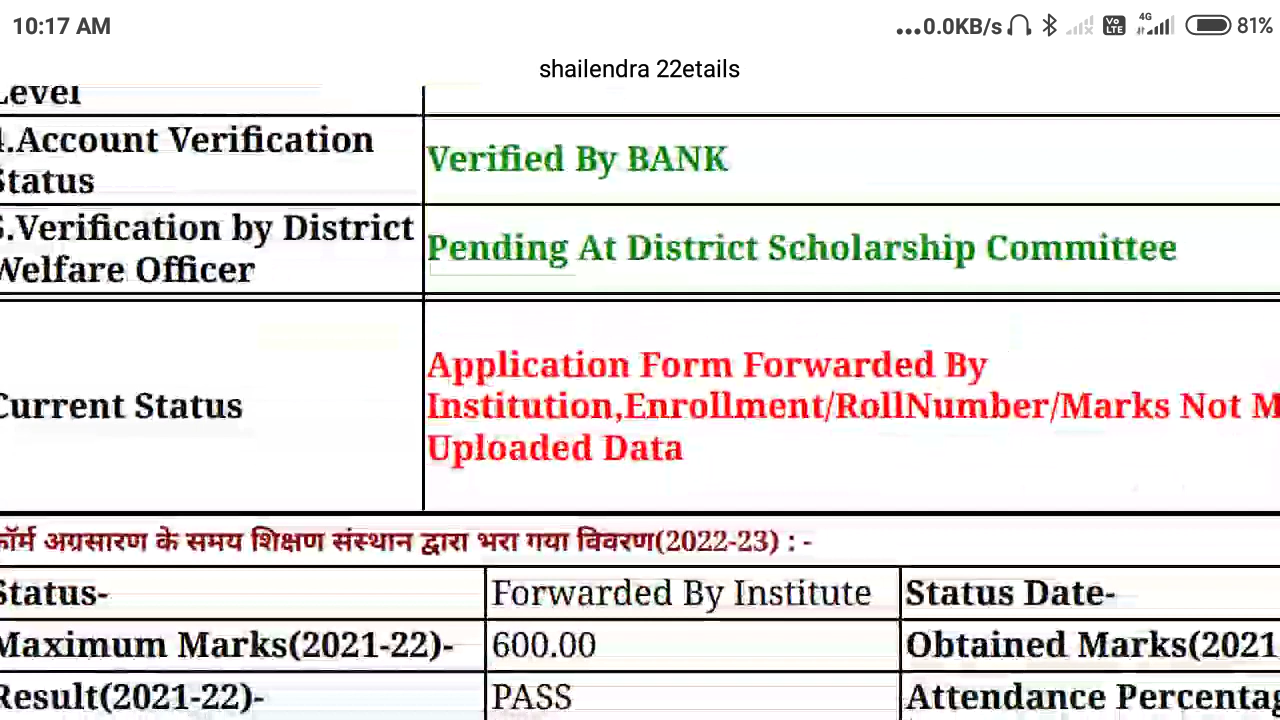 10:17 AM ...0.0KB/s Vo LTE 4G 81%
shailendra 22etails
Level
.Account Verification
Status
Verified By BANK
.Verification by District
Welfare Officer
Pending At District Scholarship Committee
Current Status
Application Form Forwarded By
Institution,Enrollment/RollNumber/Marks Not M
Uploaded Data
फॉर्म अग्रसारण के समय शिक्षण संस्थान द्वारा भरा गया विवरण(2022-23) : -
Status- Forwarded By Institute Status Date-
Maximum Marks(2021-22)- 600.00 Obtained Marks(2021
Result(2021-22)- PASS Attendance Percentag